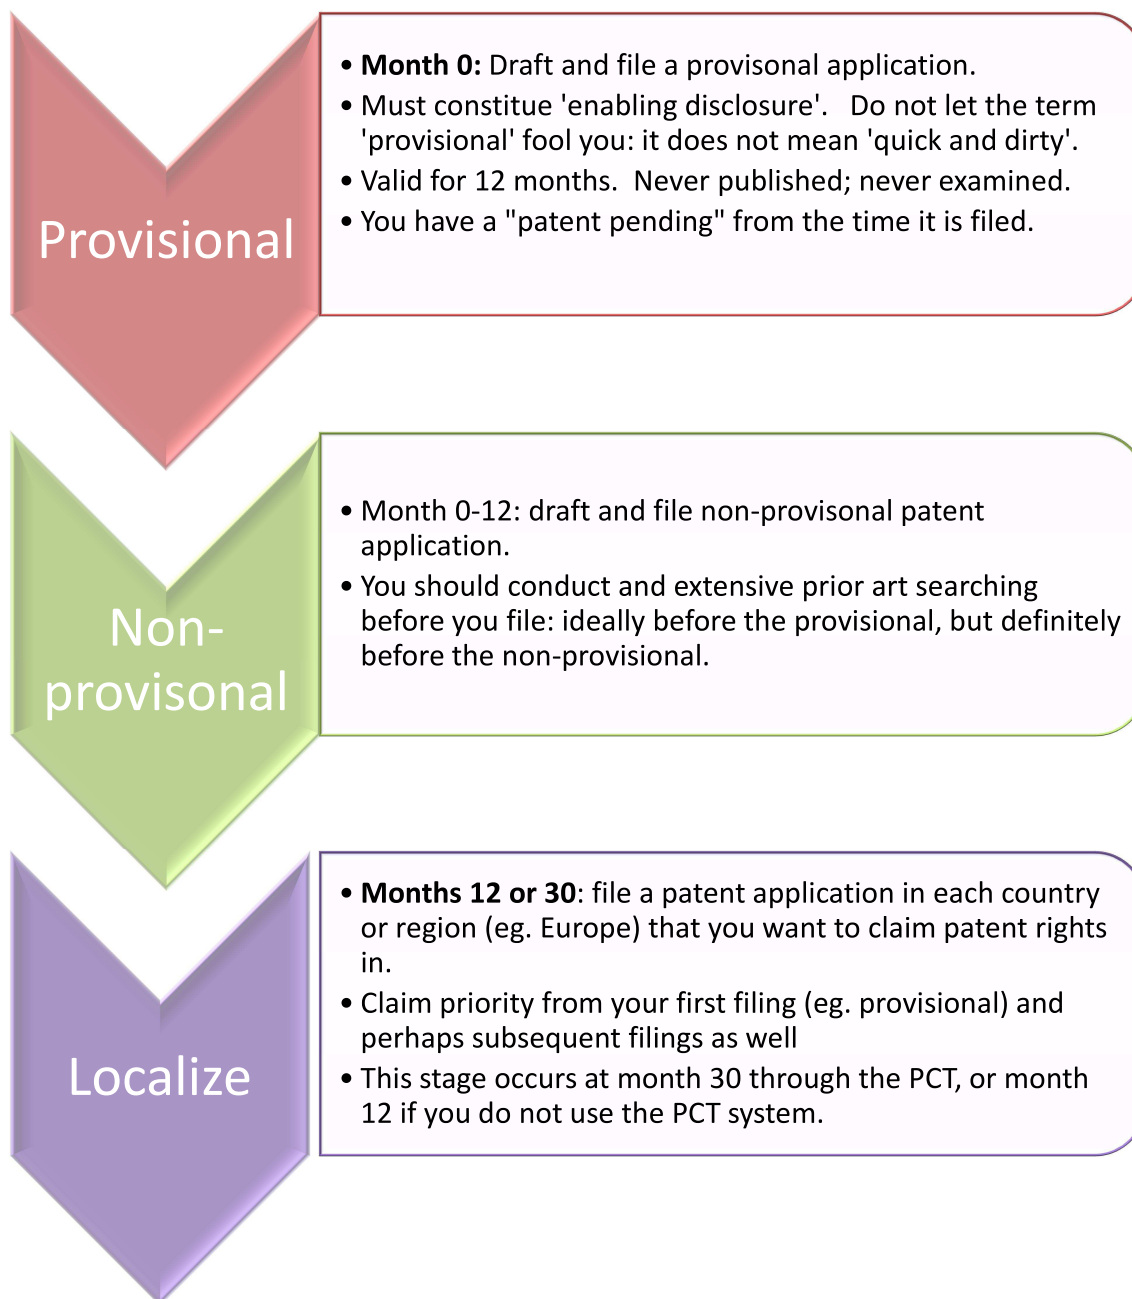 Provisional
• Month 0: Draft and file a provisonal application.
• Must constitue 'enabling disclosure'.   Do not let the term
'provisional' fool you: it does not mean 'quick and dirty'.
• Valid for 12 months.  Never published; never examined.
• You have a "patent pending" from the time it is filed.
Non-
provisonal
• Month 0-12: draft and file non-provisonal patent
application.
• You should conduct and extensive prior art searching
before you file: ideally before the provisional, but definitely
before the non-provisional.
Localize
• Months 12 or 30: file a patent application in each country
or region (eg. Europe) that you want to claim patent rights
in.
• Claim priority from your first filing (eg. provisional) and
perhaps subsequent filings as well
• This stage occurs at month 30 through the PCT, or month
12 if you do not use the PCT system.